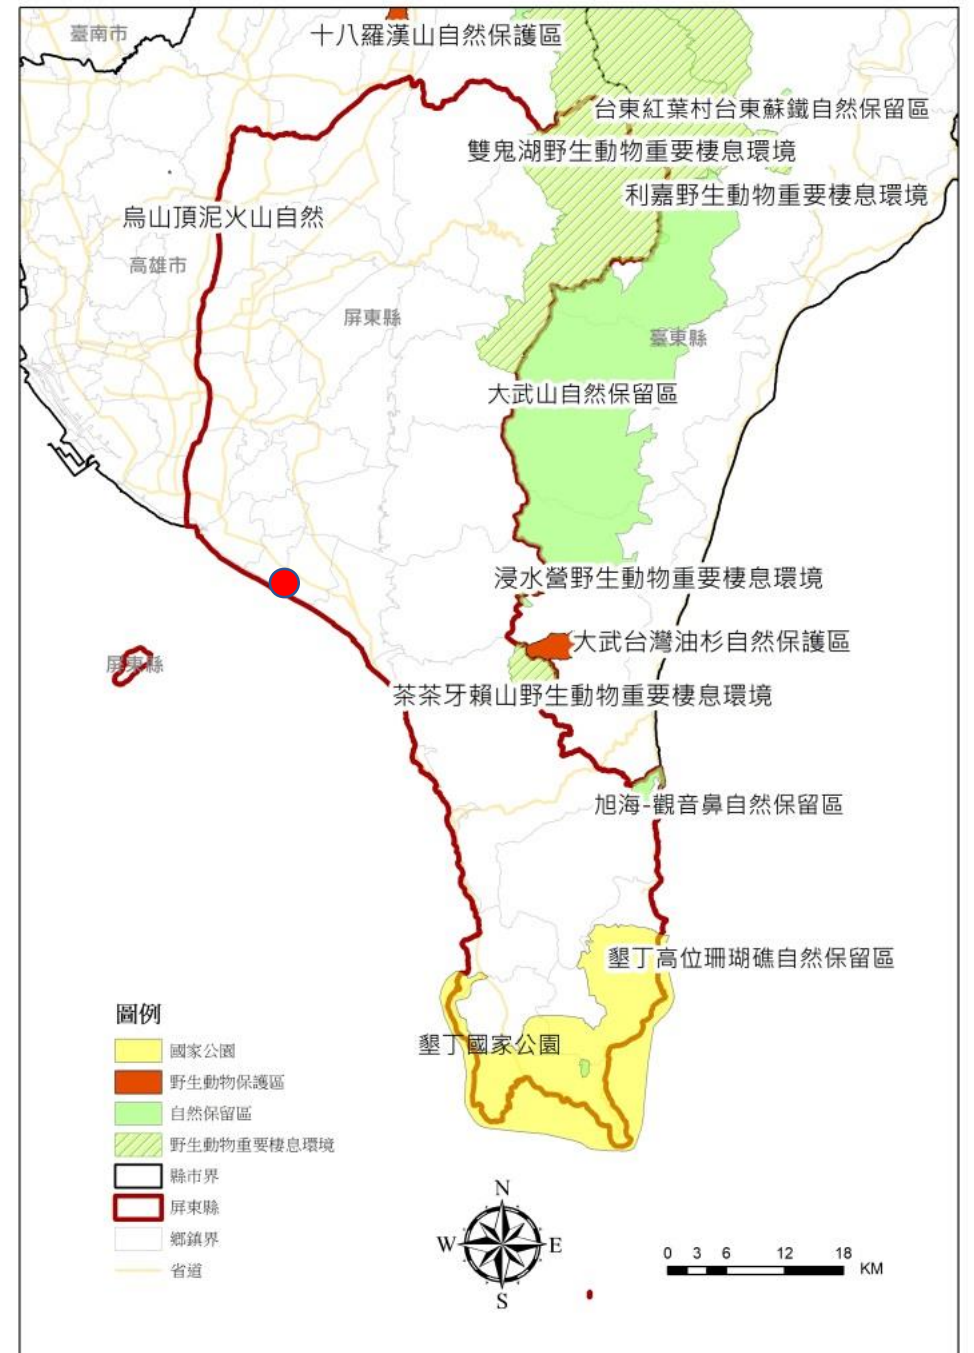 臺南市
十八羅漢山自然保護區
台東紅葉村台東蘇鐵自然保留區
雙鬼湖野生動物重要棲息環境
利嘉野生動物重要棲息環境
烏山頂泥火山自然
高雄市
屏東縣
臺東縣
大武山自然保留區
浸水營野生動物重要棲息環境
大武台灣油杉自然保護區
屏東縣
茶茶牙賴山野生動物重要棲息環境
旭海-觀音鼻自然保留區
墾丁高位珊瑚礁自然保留區
墾丁國家公園
圖例
國家公園
野生動物保護區
自然保留區
野生動物重要棲息環境
縣市界
屏東縣
鄉鎮界
省道
N
W E
S
0 3 6 12 18
KM